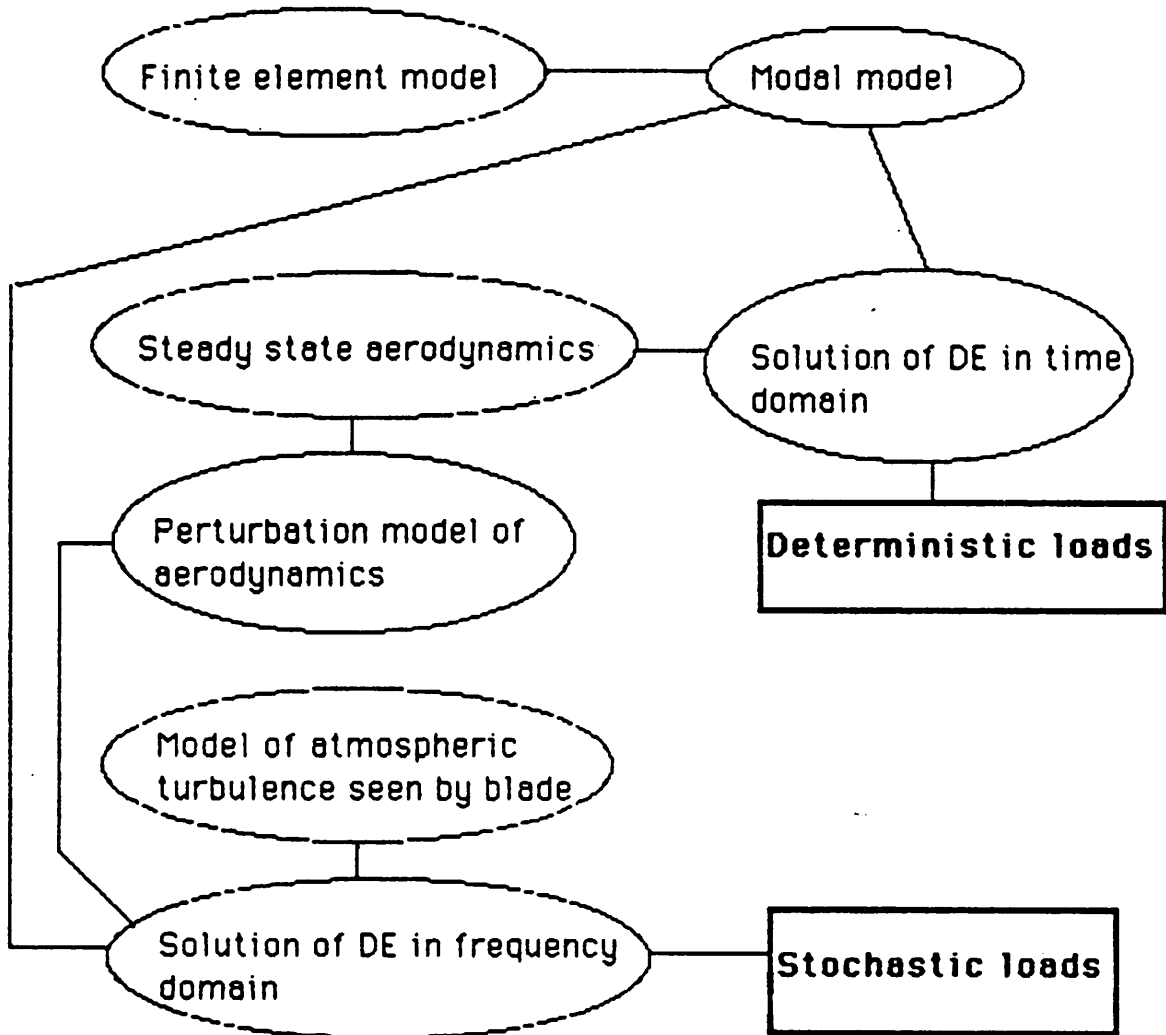 Finite element model
Modal model
Steady state aerodynamics
Solution of DE in time
domain
Perturbation model of
aerodynamics
Deterministic loads
Model of atmospheric
turbulence seen by blade
Solution of DE in frequency
domain
Stochastic loads